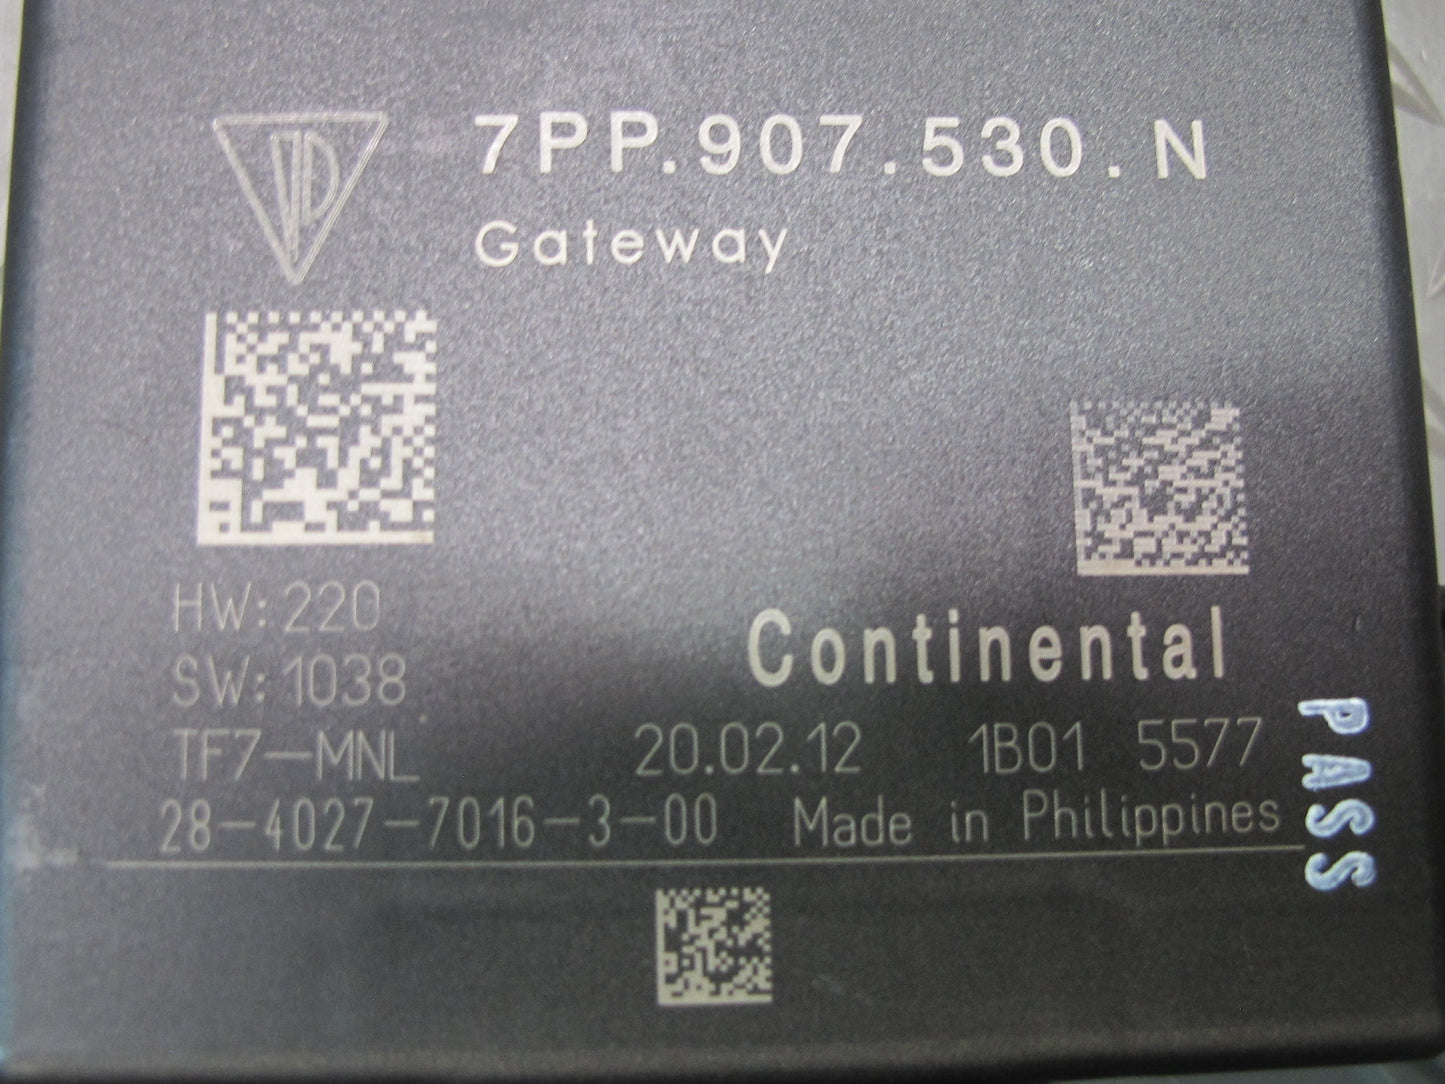 7PP.907.530.N
Gateway
HW:220
SW:1038
Continental
TF7-MNL 20.02.12 1B01 5577
28-4027-7016-3-00 Made in Philippines
PASS